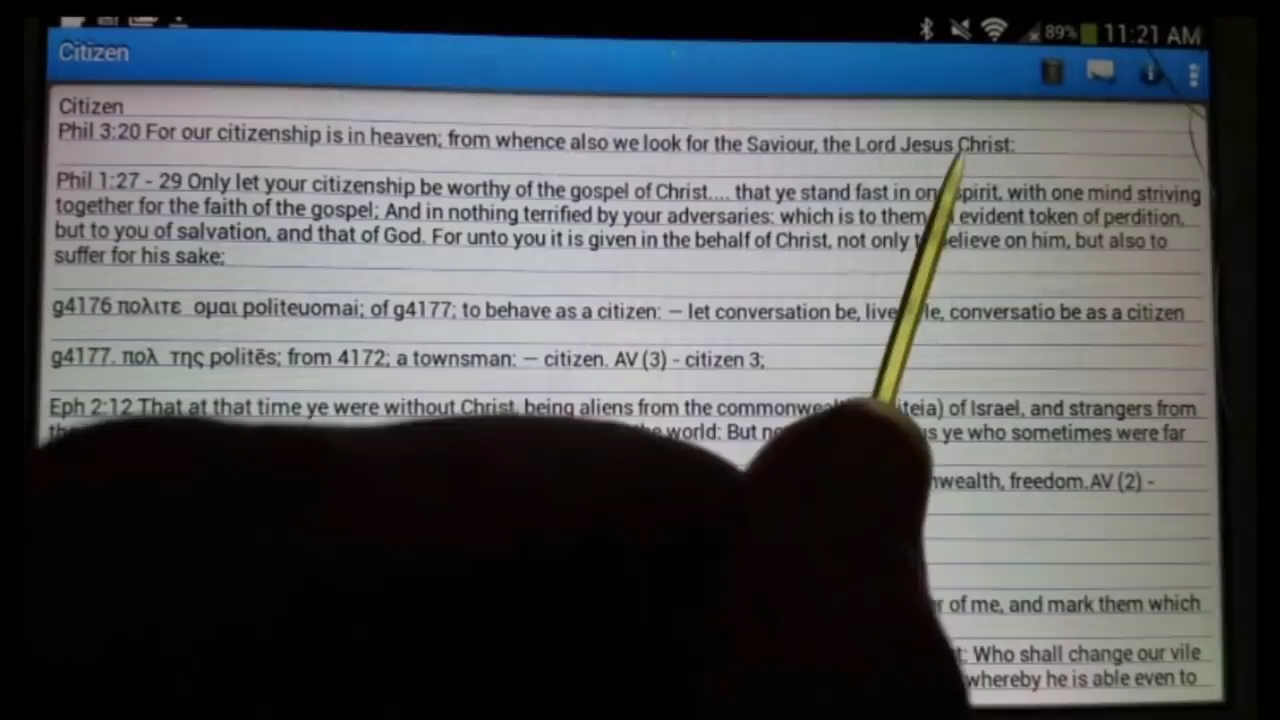 89% 11:21 AM
Citizen
Citizen
Phil 3:20 For our citizenship is in heaven; from whence also we look for the Saviour, the Lord Jesus Christ:
Phil 1:27 - 29 Only let your citizenship be worthy of the gospel of Christ.... that ye stand fast in one spirit, with one mind striving
together for the faith of the gospel; And in nothing terrified by your adversaries: which is to them evident token of perdition,
but to you of salvation, and that of God. For unto you it is given in the behalf of Christ, not only believe on him, but also to
suffer for his sake;
g4176 πολιτε ομαι politeuomai; of g4177; to behave as a citizen: – let conversation be, live conversatio be as a citizen
g4177. πολ της politēs; from 4172; a townsman: – citizen. AV (3) - citizen 3;
Eph 2:12 That at that time ye were without Christ, being aliens from the of Israel, and strangers from
world: But ye who sometimes were far
freedom.AV (2) -
of me, and mark them which
Who shall change our vile
whereby he is able even to